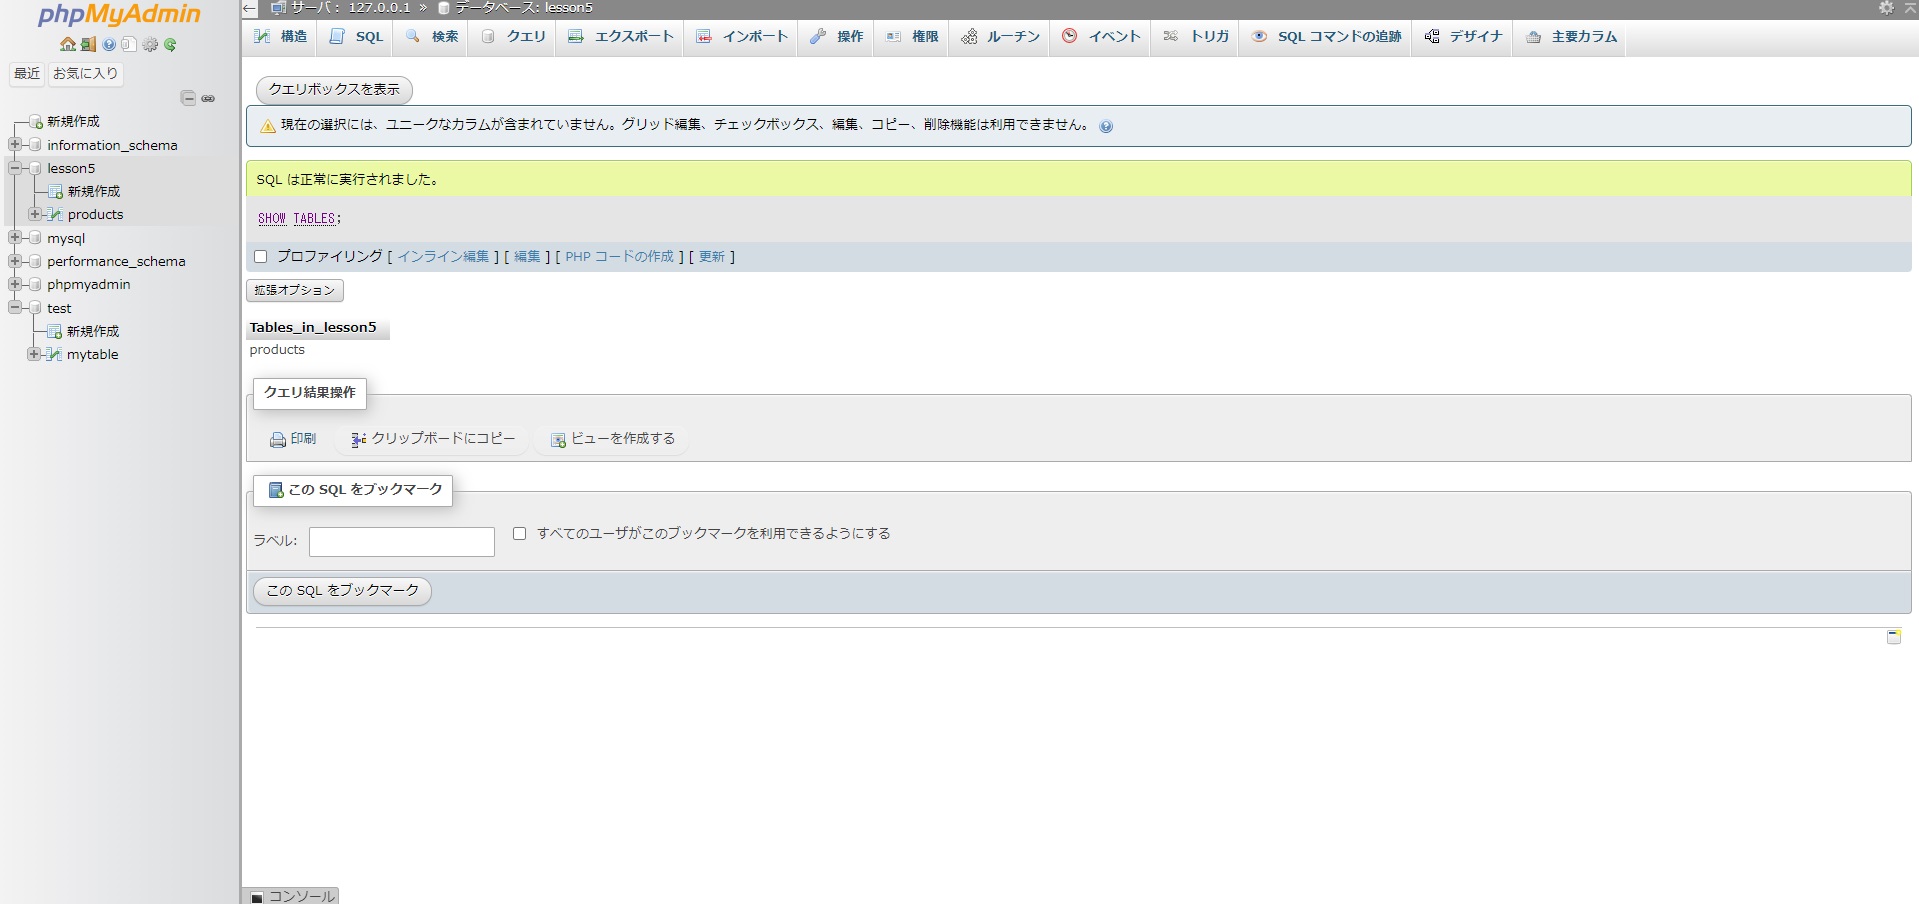 phpMyAdmin
最近 お気に入り
新規作成
information_schema
lesson5
新規作成
products
mysql
performance_schema
phpmyadmin
test
新規作成
mytable
サーバ: 127.0.0.1 » データベース: lesson5
構造 SQL 検索 クエリ エクスポート インポート 操作 権限 ルーチン イベント トリガ SQL コマンドの追跡 デザイナ 主要カラム
クエリボックスを表示
現在の選択には、ユニークなカラムが含まれていません。グリッド編集、チェックボックス、編集、コピー、削除機能は利用できません。
SQL は正常に実行されました。
SHOW TABLES;
プロファイリング [ インライン編集 ] [ 編集 ] [ PHP コードの作成 ] [ 更新 ]
拡張オプション
Tables_in_lesson5
products
クエリ結果操作
印刷 クリップボードにコピー ビューを作成する
この SQL をブックマーク
ラベル: すべてのユーザがこのブックマークを利用できるようにする
この SQL をブックマーク
コンソール